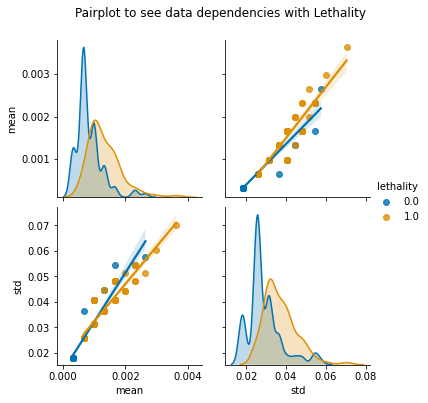 Pairplot to see data dependencies with Lethality
0.003
0.002
0.001
mean
lethality
0.0
1.0
0.07
0.06
0.05
0.04
0.03
0.02
std
0.000 0.002 0.004
mean
0.02 0.04 0.06 0.08
std